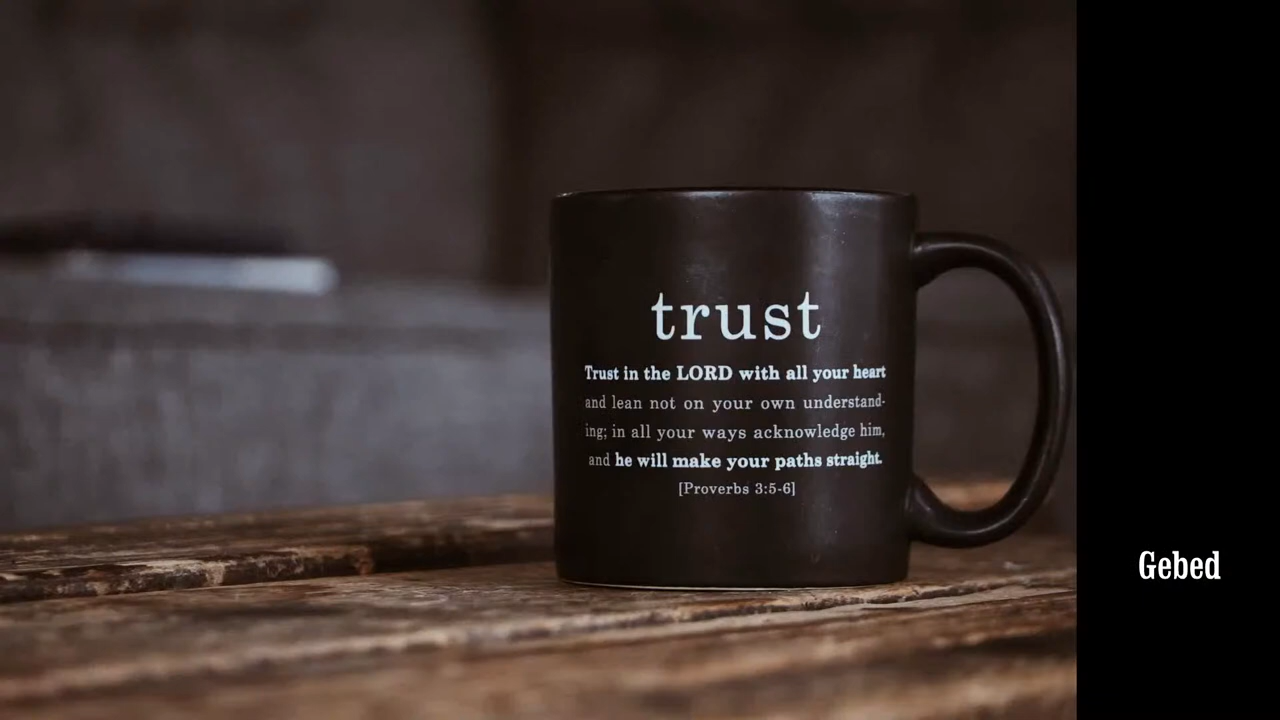 trust
Trust in the LORD with all your heart
and lean not on your own understand-
ing; in all your ways acknowledge him,
and he will make your paths straight.
[Proverbs 3:5-6]
Gebed